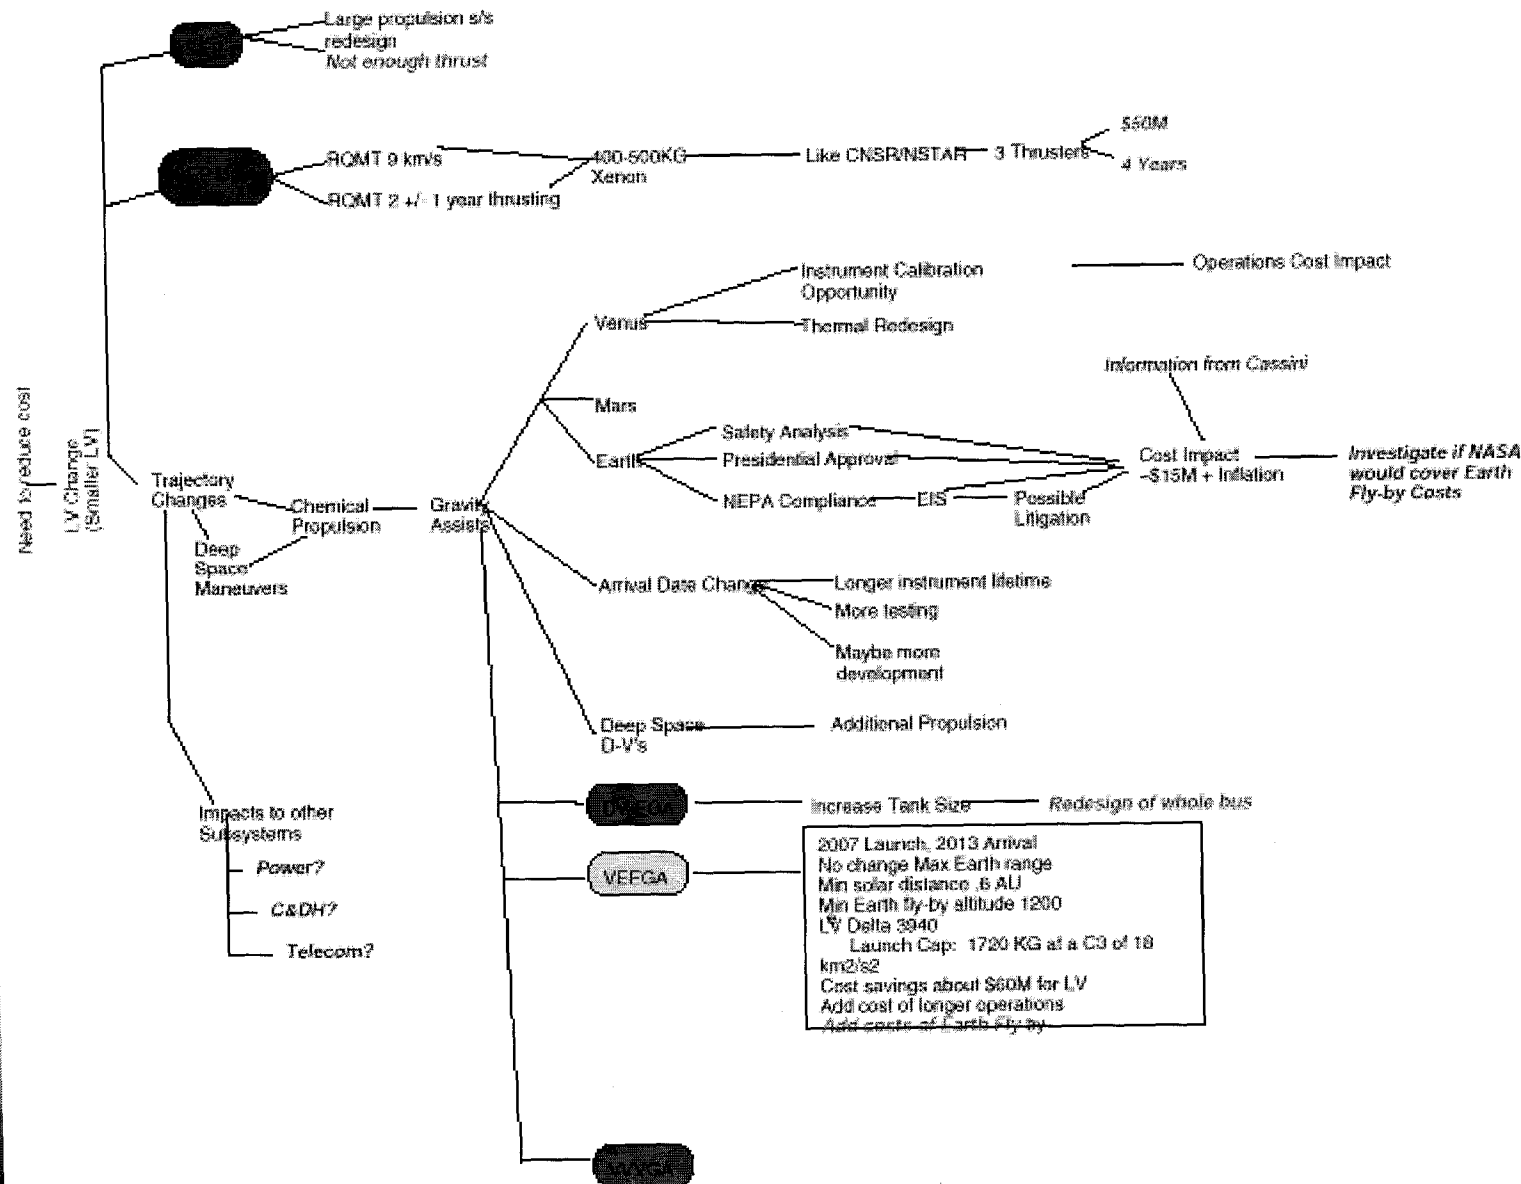 Large propulsion s/s
redesign
Not enough thrust
RQMT 9 km/s
RQMT 2 +/- 1 year thrusting
400-500KG
Xenon
Like CNSR/NSTAR
3 Thrusters
4 Years
Instrument Calibration
Opportunity
Operations Cost Impact
Venus
Thermal Redesign
Information from Cassini
Mars
Safety Analysis
Earth
Presidential Approval
NEPA Compliance
EIS
Possible
Litigation
Cost Impact
~$15M + Inflation
Investigate if NASA
would cover Earth
Fly-by Costs
Need to reduce cost
LV Change
(Smaller LV)
Trajectory
Changes
Chemical
Propulsion
Gravity
Assists
Deep
Space
Maneuvers
Arrival Date Change
Longer instrument lifetime
More testing
Maybe more
development
Deep Space
D-V's
Additional Propulsion
Increase Tank Size
Redesign of whole bus
Impacts to other
Subsystems
Power?
C&DH?
Telecom?
2007 Launch, 2013 Arrival
No change Max Earth range
Min solar distance .6 AU
Min Earth fly-by altitude 1200
LV Delta 3940
Launch Cap: 1720 KG at a C3 of 18
km2/s2
Cost savings about $60M for LV
Add cost of longer operations
Add costs of Earth Fly-by